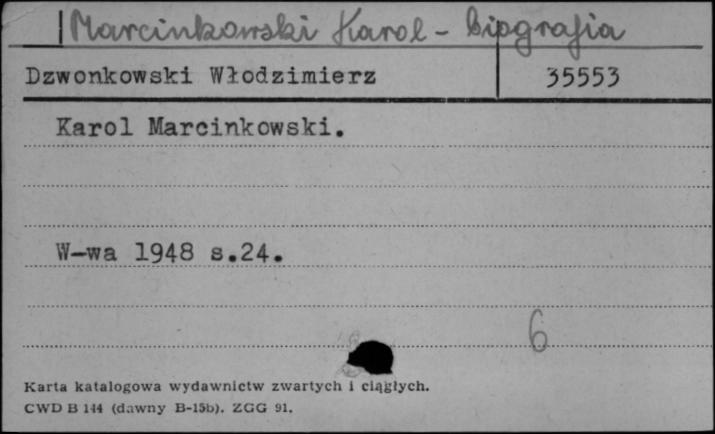 Marcinkowski Karol - biografia
Dzwonkowski Włodzimierz 35553
Karol Marcinkowski.
W-wa 1948 s.24.
6
Karta katalogowa wydawnictw zwartych i ciągłych.
CWD B 144 (dawny B-15b). ZGG 91.